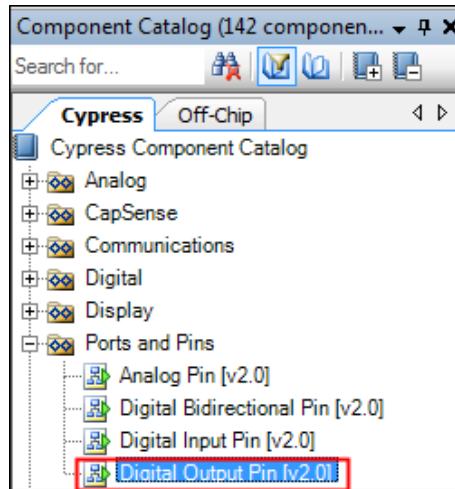 Component Catalog (142 componen...
Search for...
Cypress Off-Chip
Cypress Component Catalog
Analog
CapSense
Communications
Digital
Display
Ports and Pins
Analog Pin [v2.0]
Digital Bidirectional Pin [v2.0]
Digital Input Pin [v2.0]
Digital Output Pin [v2.0]